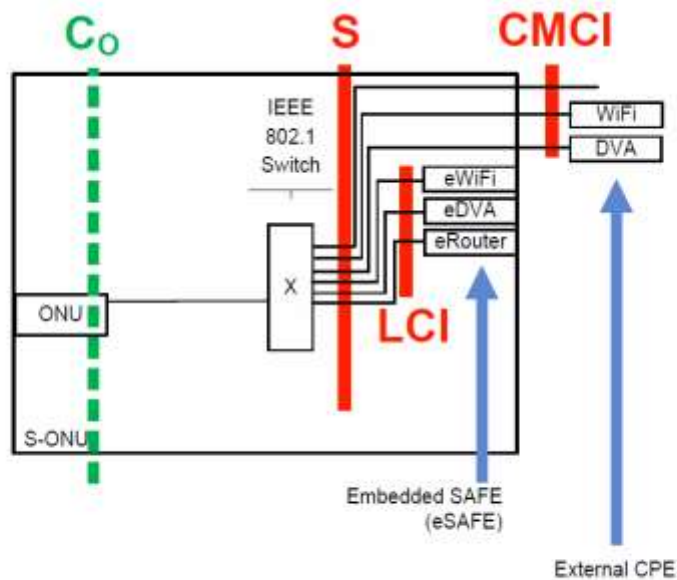 Co
S
CMCI
IEEE
802.1
Switch
WiFi
DVA
eWiFi
eDVA
eRouter
X
ONU
LCI
S-ONU
Embedded SAFE
(eSAFE)
External CPE